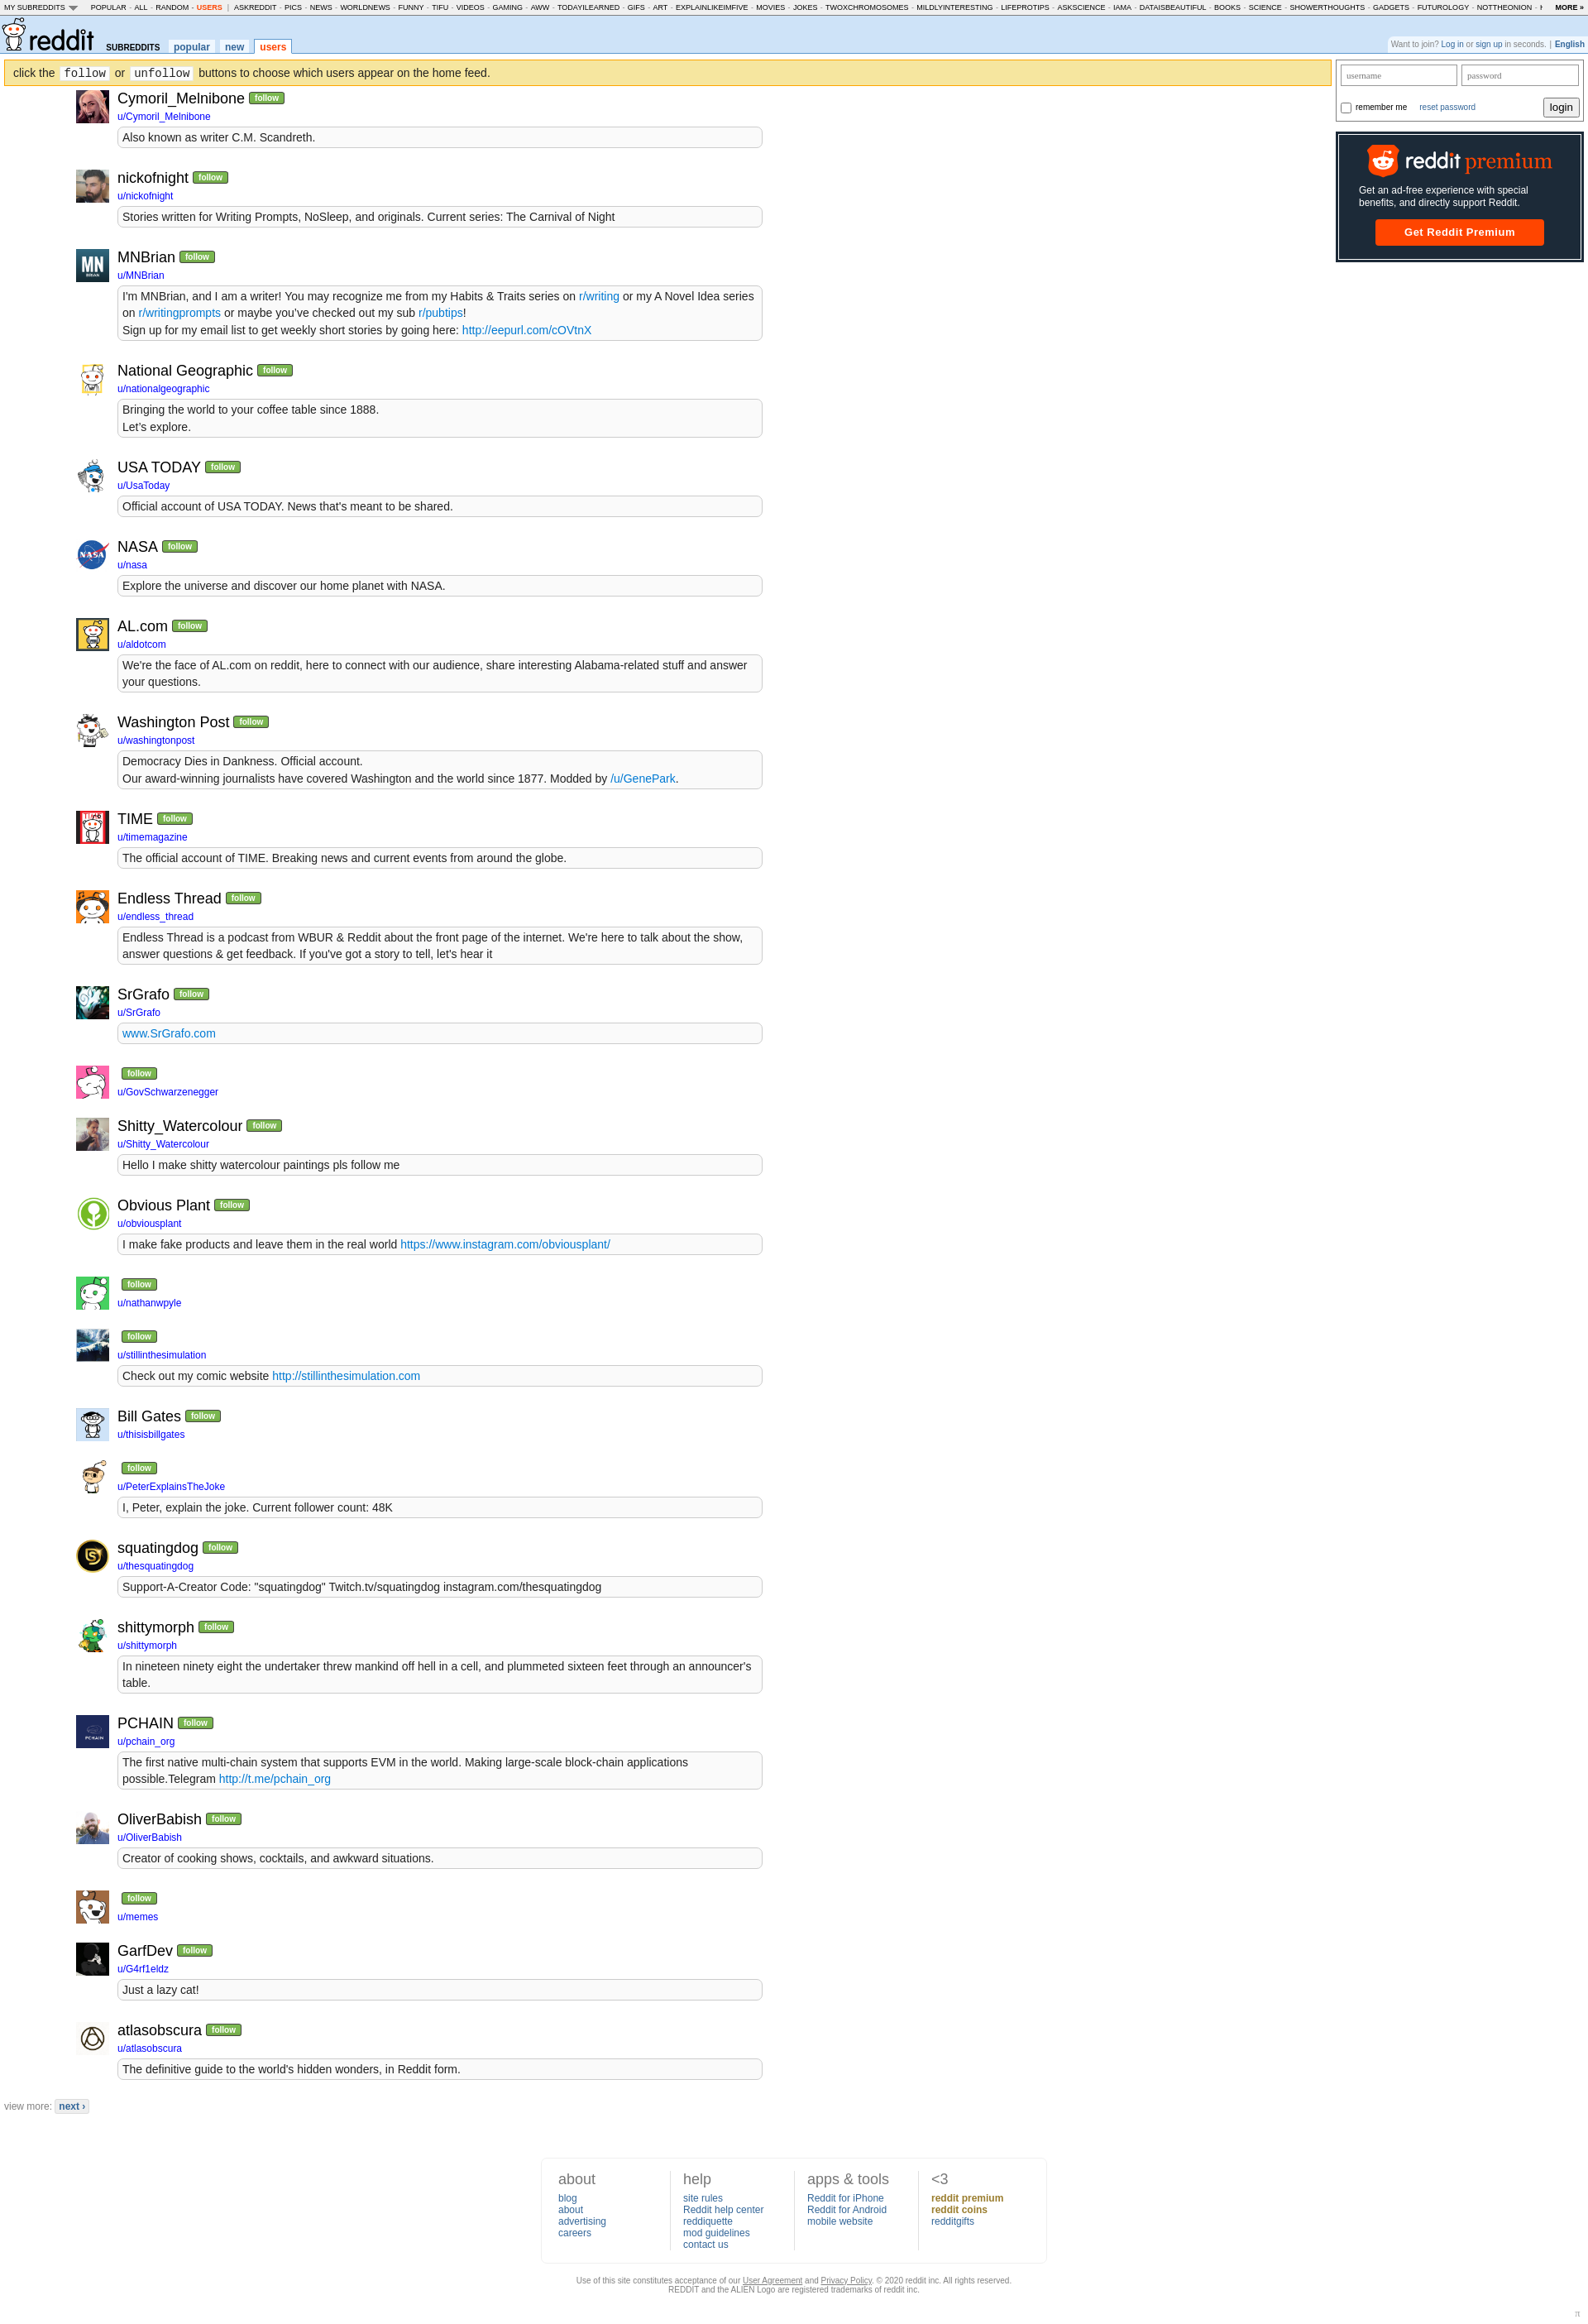 MY SUBREDDITS POPULAR - ALL - RANDOM - USERS | ASKREDDIT - PICS - NEWS - WORLDNEWS - FUNNY - TIFU - VIDEOS - GAMING - AWW - TODAYILEARNED - GIFS - ART - EXPLAINLIKEIMFIVE - MOVIES - JOKES - TWOXCHROMOSOMES - MILDLYINTERESTING - LIFEPROTIPS - ASKSCIENCE - IAMA - DATAISBEAUTIFUL - BOOKS - SCIENCE - SHOWERTHOUGHTS - GADGETS - FUTUROLOGY - NOTTHEONION - MORE »
reddit SUBREDDITS popular new users
Want to join? Log in or sign up in seconds. | English
click the follow or unfollow buttons to choose which users appear on the home feed.
username password
remember me reset password login
reddit premium
Get an ad-free experience with special
benefits, and directly support Reddit.
Get Reddit Premium
Cymoril_Melnibone follow
u/Cymoril_Melnibone
Also known as writer C.M. Scandreth.
nickofnight follow
u/nickofnight
Stories written for Writing Prompts, NoSleep, and originals. Current series: The Carnival of Night
MN
MNBrian follow
u/MNBrian
I'm MNBrian, and I am a writer! You may recognize me from my Habits & Traits series on r/writing or my A Novel Idea series
on r/writingprompts or maybe you've checked out my sub r/pubtips!
Sign up for my email list to get weekly short stories by going here: http://eepurl.com/cOVtnX
National Geographic follow
u/nationalgeographic
Bringing the world to your coffee table since 1888.
Let's explore.
USA TODAY follow
u/UsaToday
Official account of USA TODAY. News that's meant to be shared.
NASA
NASA follow
u/nasa
Explore the universe and discover our home planet with NASA.
AL.com follow
u/aldotcom
We're the face of AL.com on reddit, here to connect with our audience, share interesting Alabama-related stuff and answer
your questions.
Washington Post follow
u/washingtonpost
Democracy Dies in Dankness. Official account.
Our award-winning journalists have covered Washington and the world since 1877. Modded by /u/GenePark.
TIME follow
u/timemagazine
The official account of TIME. Breaking news and current events from around the globe.
Endless Thread follow
u/endless_thread
Endless Thread is a podcast from WBUR & Reddit about the front page of the internet. We're here to talk about the show,
answer questions & get feedback. If you've got a story to tell, let's hear it
SrGrafo follow
u/SrGrafo
www.SrGrafo.com
follow
u/GovSchwarzenegger
Shitty_Watercolour follow
u/Shitty_Watercolour
Hello I make shitty watercolour paintings pls follow me
Obvious Plant follow
u/obviousplant
I make fake products and leave them in the real world https://www.instagram.com/obviousplant/
follow
u/nathanwpyle
follow
u/stillinthesimulation
Check out my comic website http://stillinthesimulation.com
Bill Gates follow
u/thisisbillgates
follow
u/PeterExplainsTheJoke
I, Peter, explain the joke. Current follower count: 48K
squatingdog follow
u/thesquatingdog
Support-A-Creator Code: "squatingdog" Twitch.tv/squatingdog instagram.com/thesquatingdog
shittymorph follow
u/shittymorph
In nineteen ninety eight the undertaker threw mankind off hell in a cell, and plummeted sixteen feet through an announcer's
table.
PCHAIN
PCHAIN follow
u/pchain_org
The first native multi-chain system that supports EVM in the world. Making large-scale block-chain applications
possible.Telegram http://t.me/pchain_org
OliverBabish follow
u/OliverBabish
Creator of cooking shows, cocktails, and awkward situations.
follow
u/memes
GarfDev follow
u/G4rf1eldz
Just a lazy cat!
atlasobscura follow
u/atlasobscura
The definitive guide to the world's hidden wonders, in Reddit form.
view more: next ›
about
blog
about
advertising
careers
help
site rules
Reddit help center
reddiquette
mod guidelines
contact us
apps & tools
Reddit for iPhone
Reddit for Android
mobile website
<3
reddit premium
reddit coins
redditgifts
Use of this site constitutes acceptance of our User Agreement and Privacy Policy. © 2020 reddit inc. All rights reserved.
REDDIT and the ALIEN Logo are registered trademarks of reddit inc.
π